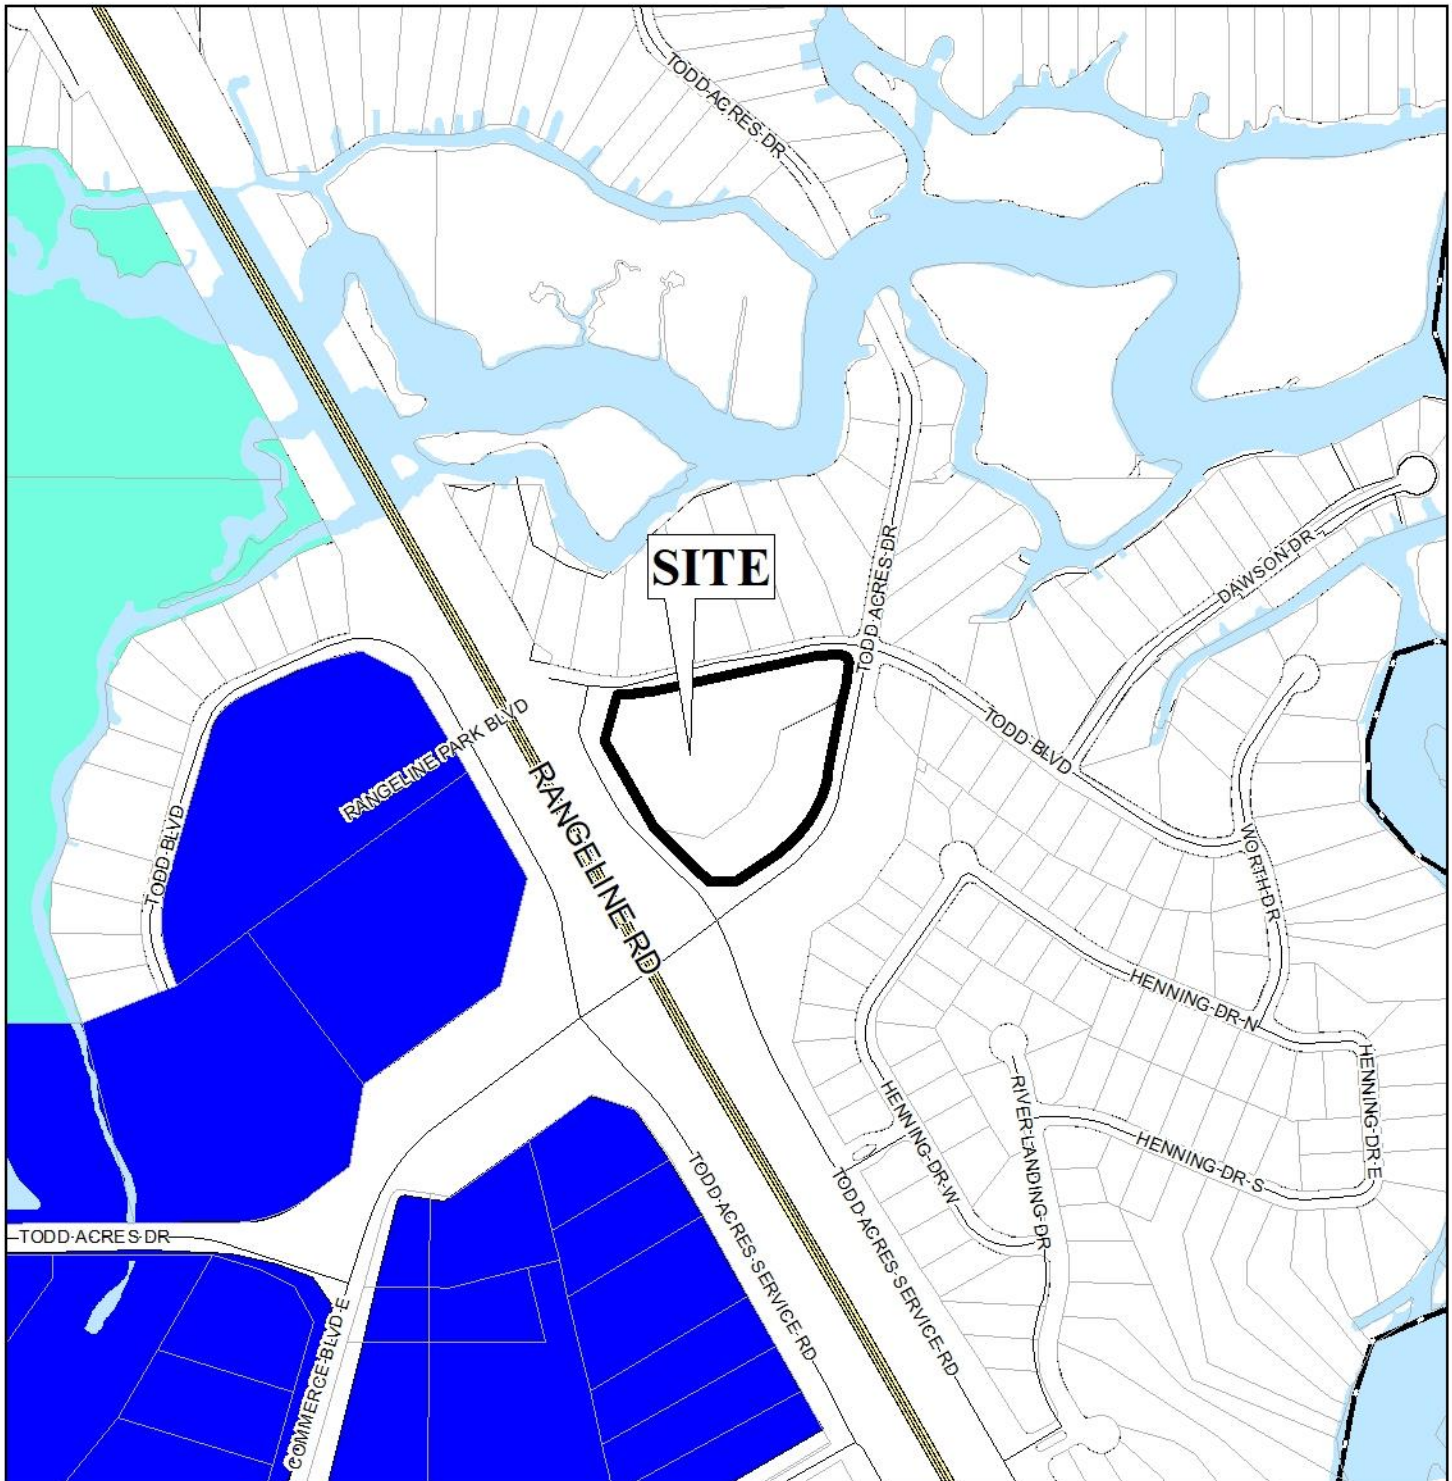 TODD ACRES DR
SITE
TODD ACRES DR
DAWSON DR
RANGELINE PARK BLVD
TODD BLVD
TODD BLVD
RANGELINE RD
WORTH DR
HENNING DR N
HENNING DR E
HENNING DR W
RIVER LANDING DR
HENNING DR S
TODD ACRES SERVICE RD
TODD ACRES SERVICE RD
TODD ACRES DR
COMMERCE BLVD E